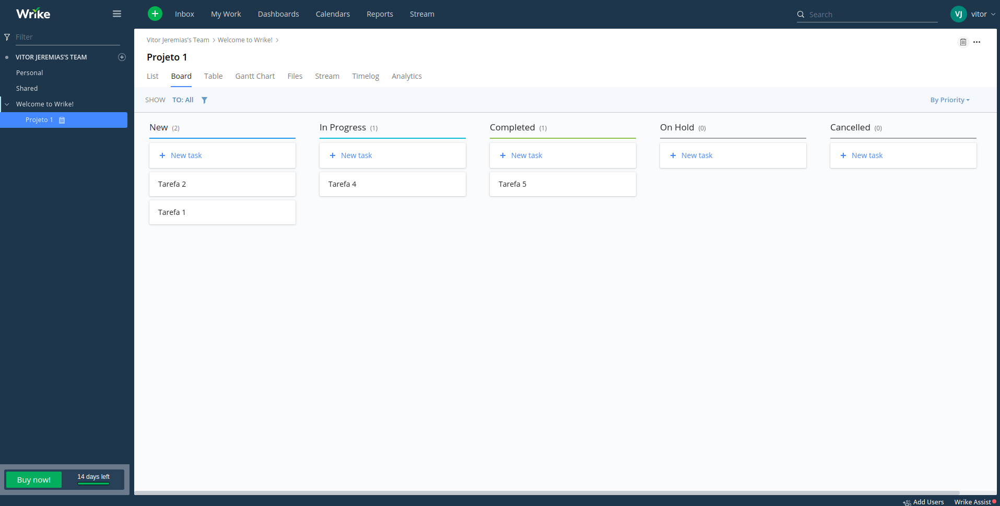 Wrike
Inbox My Work Dashboards Calendars Reports Stream
Search
VJ vitor
Filter
VITOR JEREMIAS'S TEAM
Personal
Shared
Welcome to Wrike!
Projeto 1
Buy now! 14 days left
Vitor Jeremias's Team > Welcome to Wrike! >
Projeto 1
List Board Table Gantt Chart Files Stream Timelog Analytics
SHOW TO: All
By Priority
New (2)
+ New task
Tarefa 2
Tarefa 1
In Progress (1)
+ New task
Tarefa 4
Completed (1)
+ New task
Tarefa 5
On Hold (0)
+ New task
Cancelled (0)
+ New task
Add Users Wrike Assist